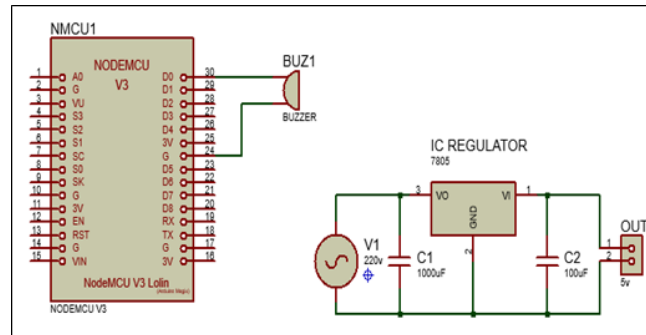 NMCU1
NODEMCU
V3
1 A0 D0 30
2 G D1 29
3 VU D2 28
4 S3 D3 27
5 S2 D4 26
6 S1 3V 25
7 SC G 24
8 S0 D5 23
9 SK D6 22
10 G D7 21
11 3V D8 20
12 EN RX 19
13 RST TX 18
14 G G 17
15 VIN 3V 16
NodeMCU V3 Lolin
NODEMCU V3
BUZ1
BUZZER
IC REGULATOR
7805
3 VO VI 1
GND
2
V1
220v
C1
1000uF
C2
100uF
OUT
1
2
5v